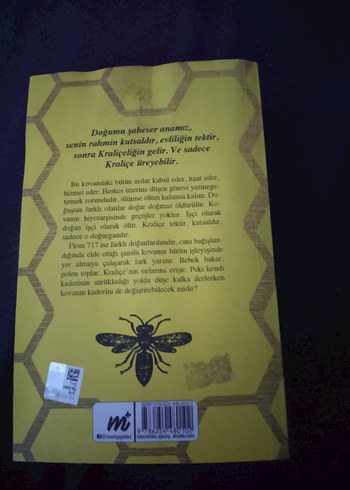 Doğumu şaheser anamız,
senin rahmin kutsaldır, evliliğin tektir,
sonra Kraliçeliğin gelir. Ve sadece
Kraliçe üreyebilir.
Bu kovandaki bütün arılar kabul eder, itaat eder,
hizmet eder. Herkes üzerine düşen görevi yerine ge-
tirmek zorundadır, ölümse ölüm kalımsa kalım. Do-
ğuştan farklı olanlar doğar doğmaz öldürülür. Ko-
vanım hiyerarşisinde geçişler yoktur. İşçi olarak
doğan işçi olarak ölür. Kraliçe tektir, kutsaldır,
sadece o doğurgandır.
Flora 717 ise farklı doğanlardandır, canı bağışlan-
dığında elde ettiği şansla kovanın bütün işleyişinde
yer almaya çalışarak fark yaratır. Bebek bakar,
polen toplar, Kraliçe'nin sırlarına erişir. Peki kendi
kaderinin sürüklediği yolda düşe kalka ilerlerken
kovanın kaderini de değiştirebilecek midir?
m